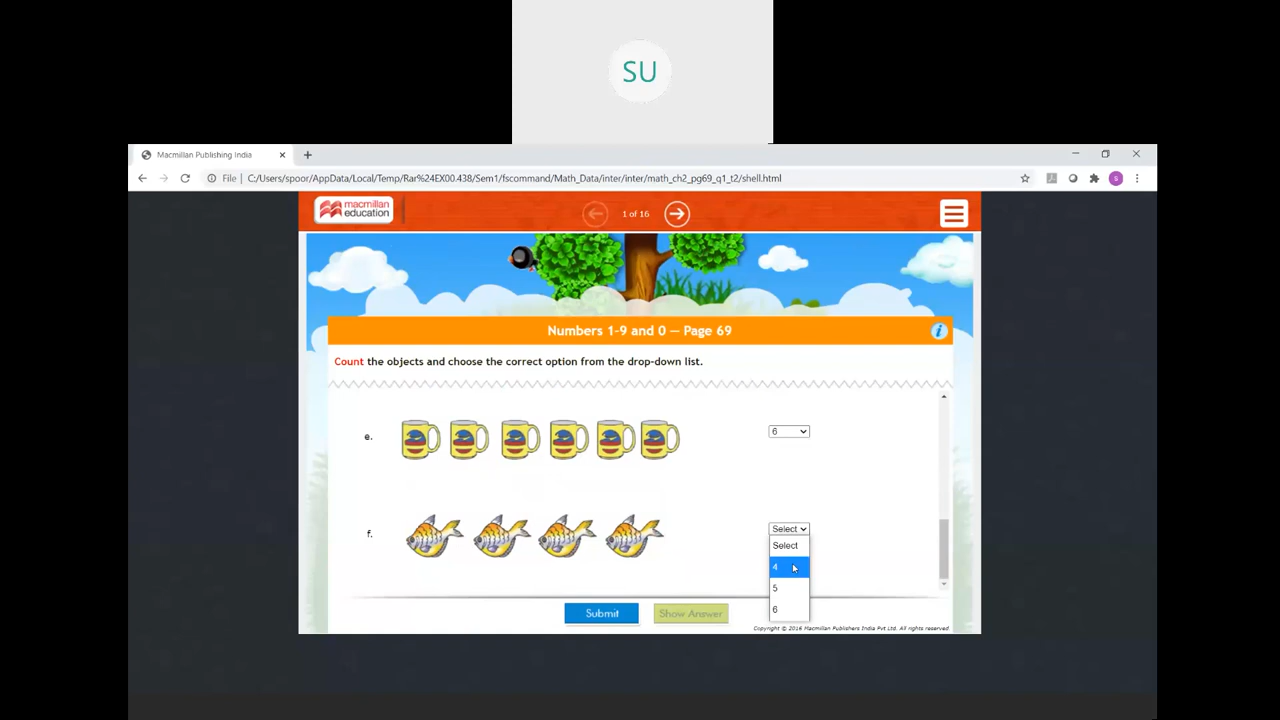 SU
Macmillan Publishing India
File | C:/Users/spoor/AppData/Local/Temp/Rar%24EX00.438/Sem1/fscommand/Math_Data/inter/inter/math_ch2_pg69_q1_t2/shell.html
s
macmillan
education
1 of 16
Numbers 1-9 and 0 — Page 69
i
Count the objects and choose the correct option from the drop-down list.
e.
6
f.
Select
Select
4
5
6
Submit
Show Answer
Copyright © 2016 Macmillan Publishers India Pvt Ltd. All rights reserved